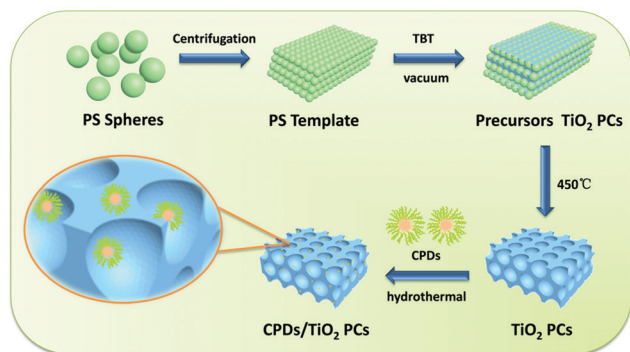 Centrifugation
TBT
vacuum
PS Spheres
PS Template
Precursors TiO₂ PCs
450℃
CPDs
hydrothermal
CPDs/TiO₂ PCs
TiO₂ PCs